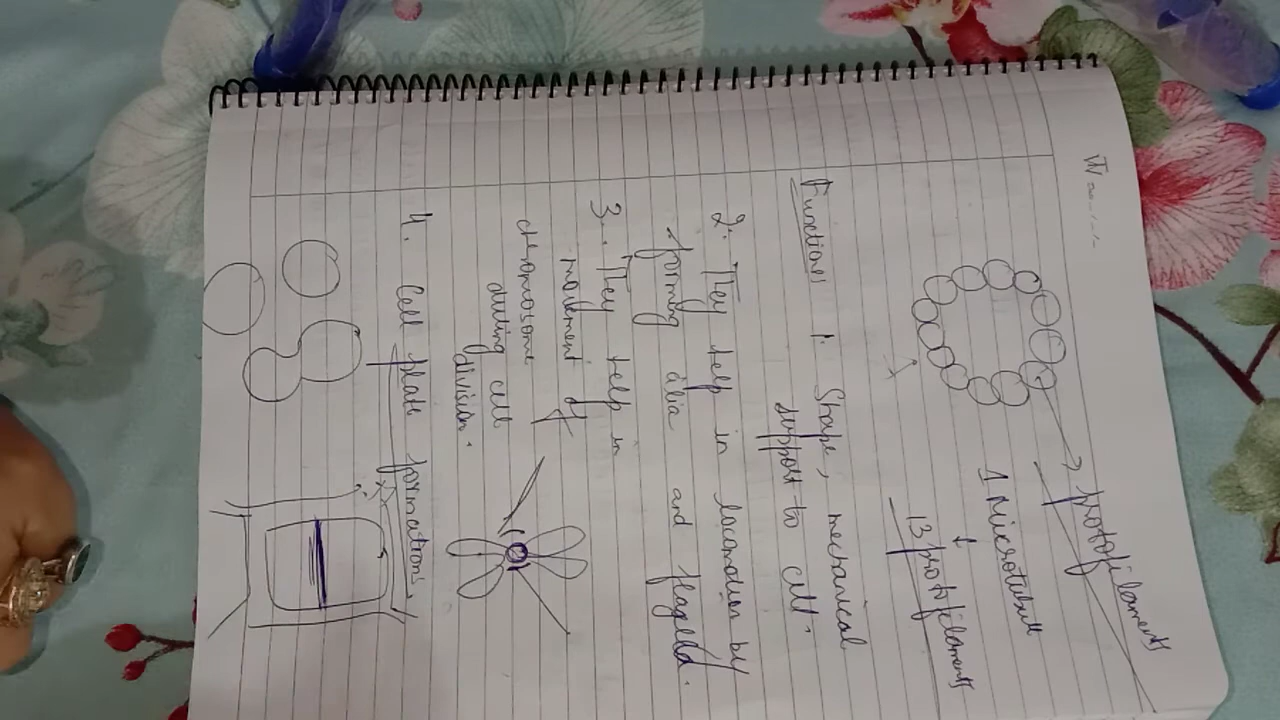 protofilaments
1 Microtubule
13 protofilaments
Functions 1. Shape, mechanical
support to cell.
2. They help in locomotion by
forming cilia and flagella.
3. They help in
movement of
chromosome
during cell
division.
4. Cell plate formation.